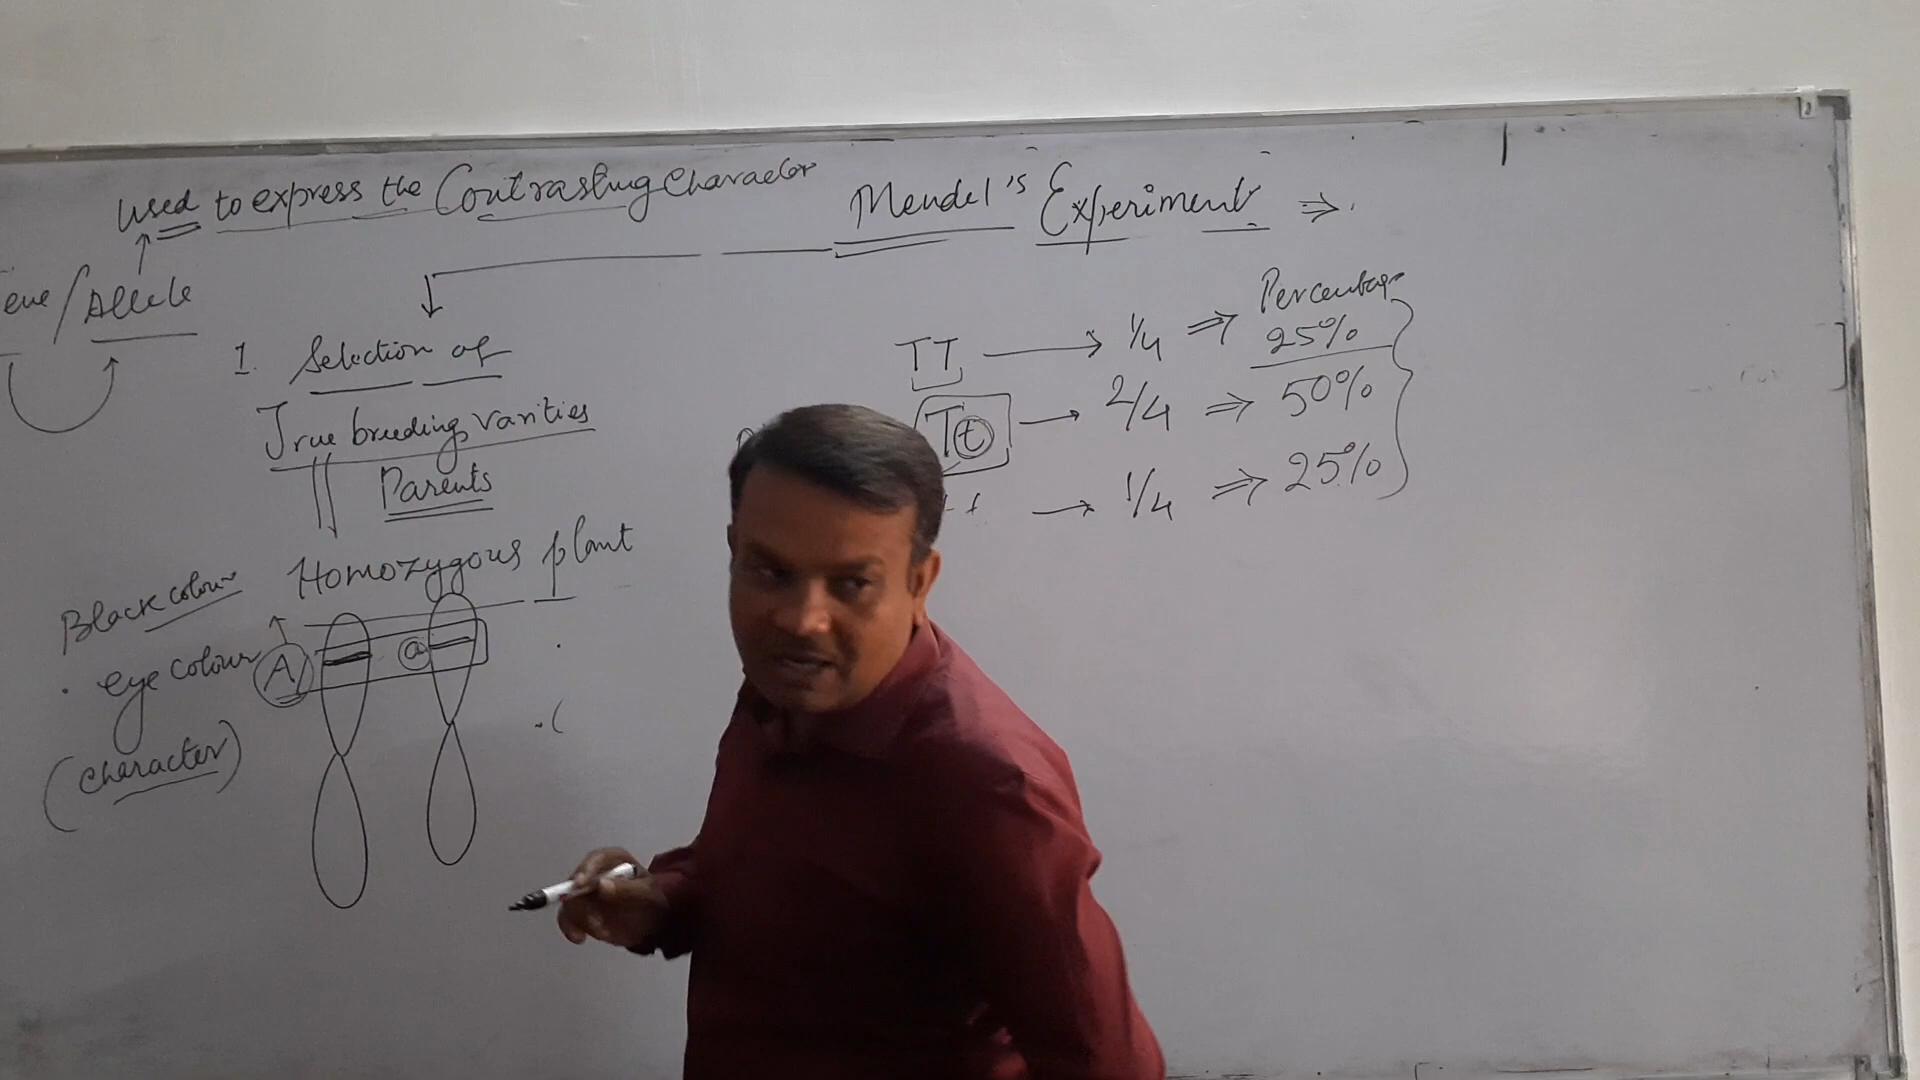 used to express the Contrasting Character
Mendel's Experiment ⇒
/ Allele
1. Selection of
True breeding varities
Parents
Homozygous plant
Black colour
eye colour
(character)
A
a
Percentage
TT → 1/4 ⇒ 25%
Tt → 2/4 ⇒ 50%
→ 1/4 ⇒ 25%